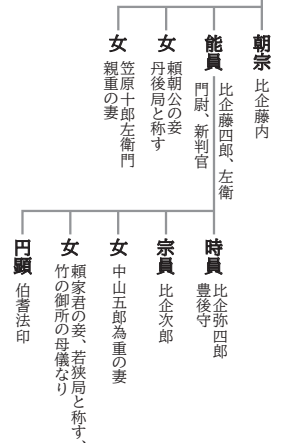 朝宗
比企藤内
能員
比企藤四郎、左衛
門尉、新判官
女
頼朝公の妾
丹後局と称す
女
笠原十郎左衛門
親重の妻
時員
比企弥四郎
豊後守
宗員
比企次郎
女
中山五郎為重の妻
女
頼家君の妾、若狭局と称す、
竹の御所の母儀なり
円顕
伯耆法印